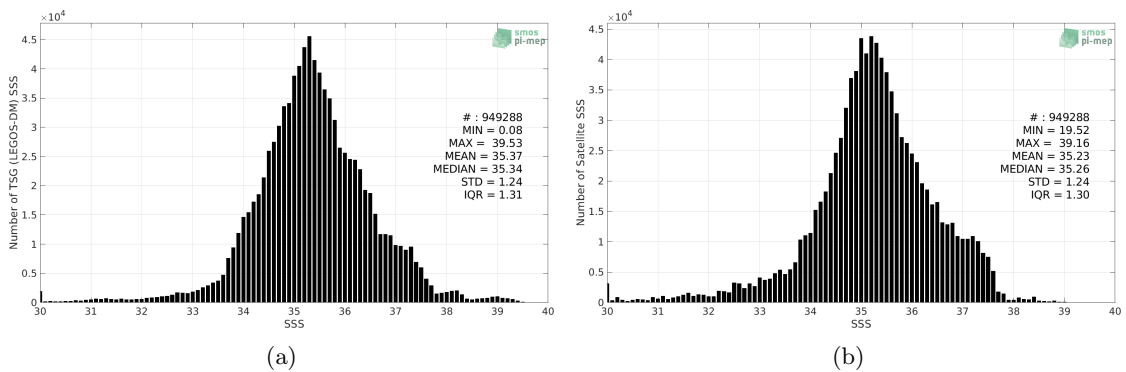 ×10⁴
4.5
4
3.5
3
2.5
2
1.5
1
0.5
0
Number of TSG (LEGOS-DM) SSS
30 31 32 33 34 35 36 37 38 39 40
SSS
smos
pi-mep
# : 949288
MIN = 0.08
MAX = 39.53
MEAN = 35.37
MEDIAN = 35.34
STD = 1.24
IQR = 1.31
(a)
×10⁴
4.5
4
3.5
3
2.5
2
1.5
1
0.5
0
Number of Satellite SSS
30 31 32 33 34 35 36 37 38 39 40
SSS
smos
pi-mep
# : 949288
MIN = 19.52
MAX = 39.16
MEAN = 35.23
MEDIAN = 35.26
STD = 1.24
IQR = 1.30
(b)